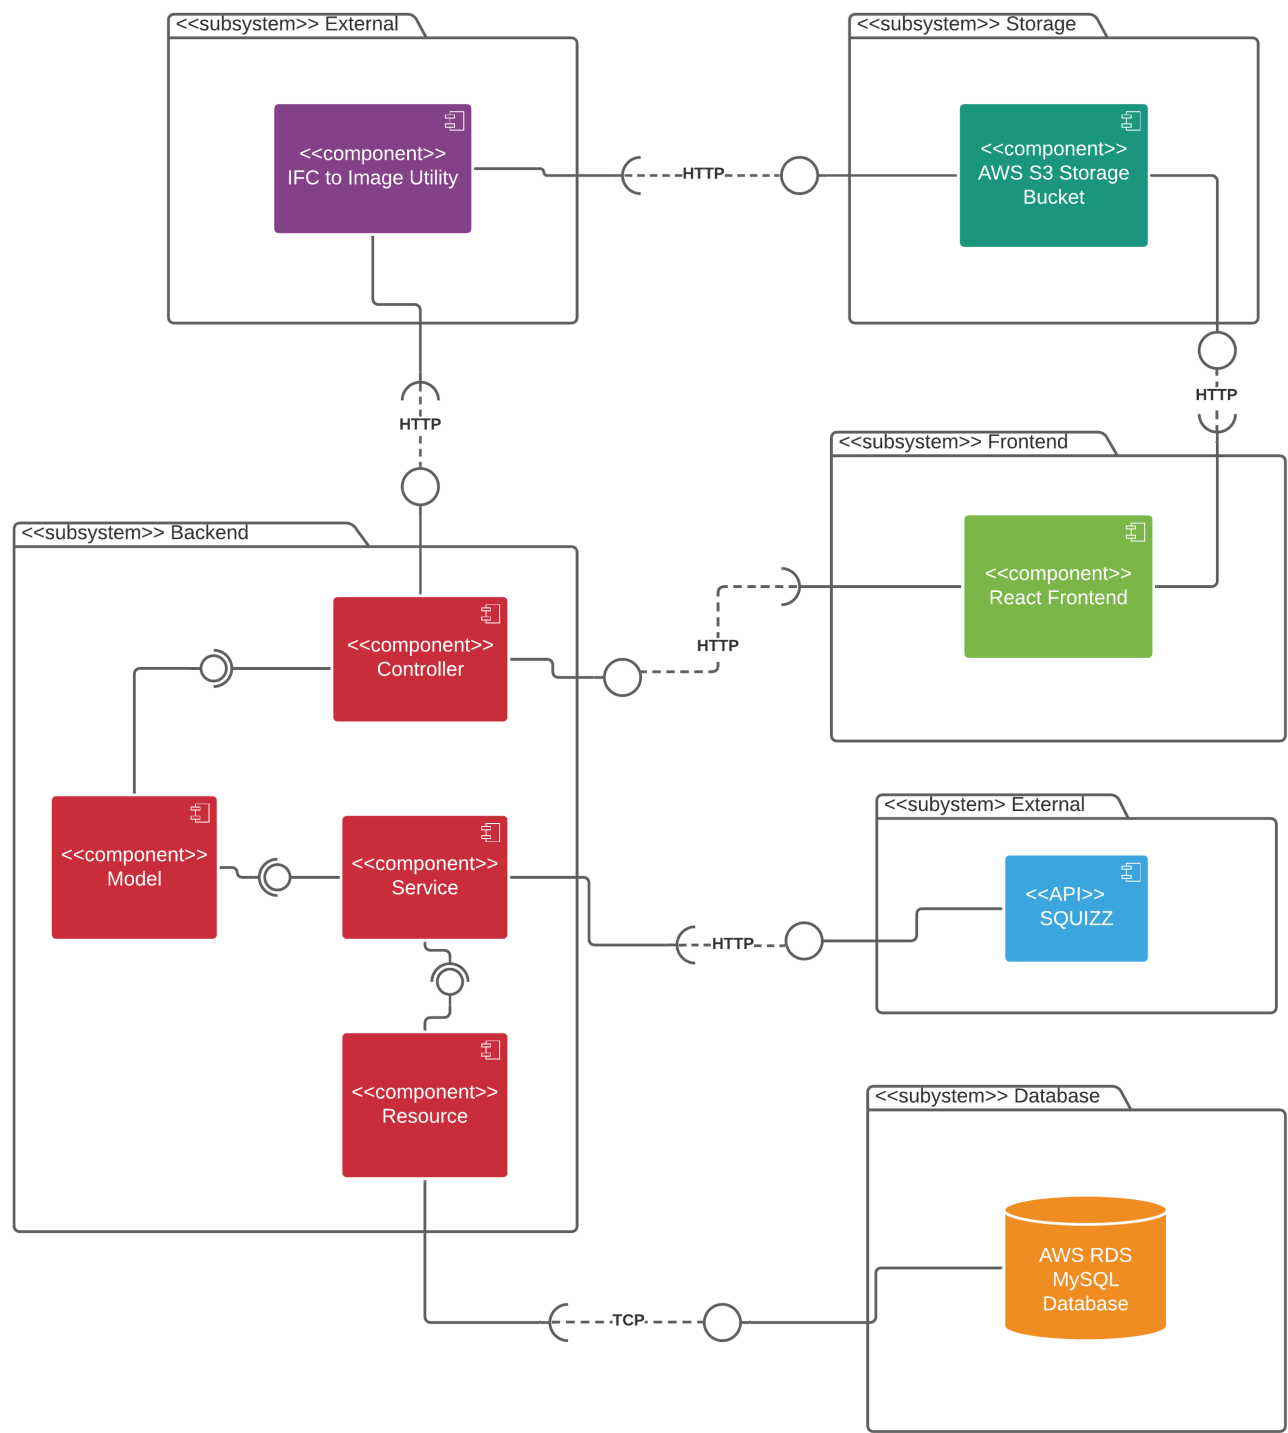 <<subsystem>> External
<<component>>
IFC to Image Utility
HTTP
<<subsystem>> Storage
<<component>>
AWS S3 Storage
Bucket
HTTP
HTTP
<<subsystem>> Frontend
<<component>>
React Frontend
<<subsystem>> Backend
<<component>>
Controller
HTTP
<<component>>
Model
<<component>>
Service
HTTP
<<subystem> External
<<API>>
SQUIZZ
<<component>>
Resource
TCP
<<subystem>> Database
AWS RDS
MySQL
Database